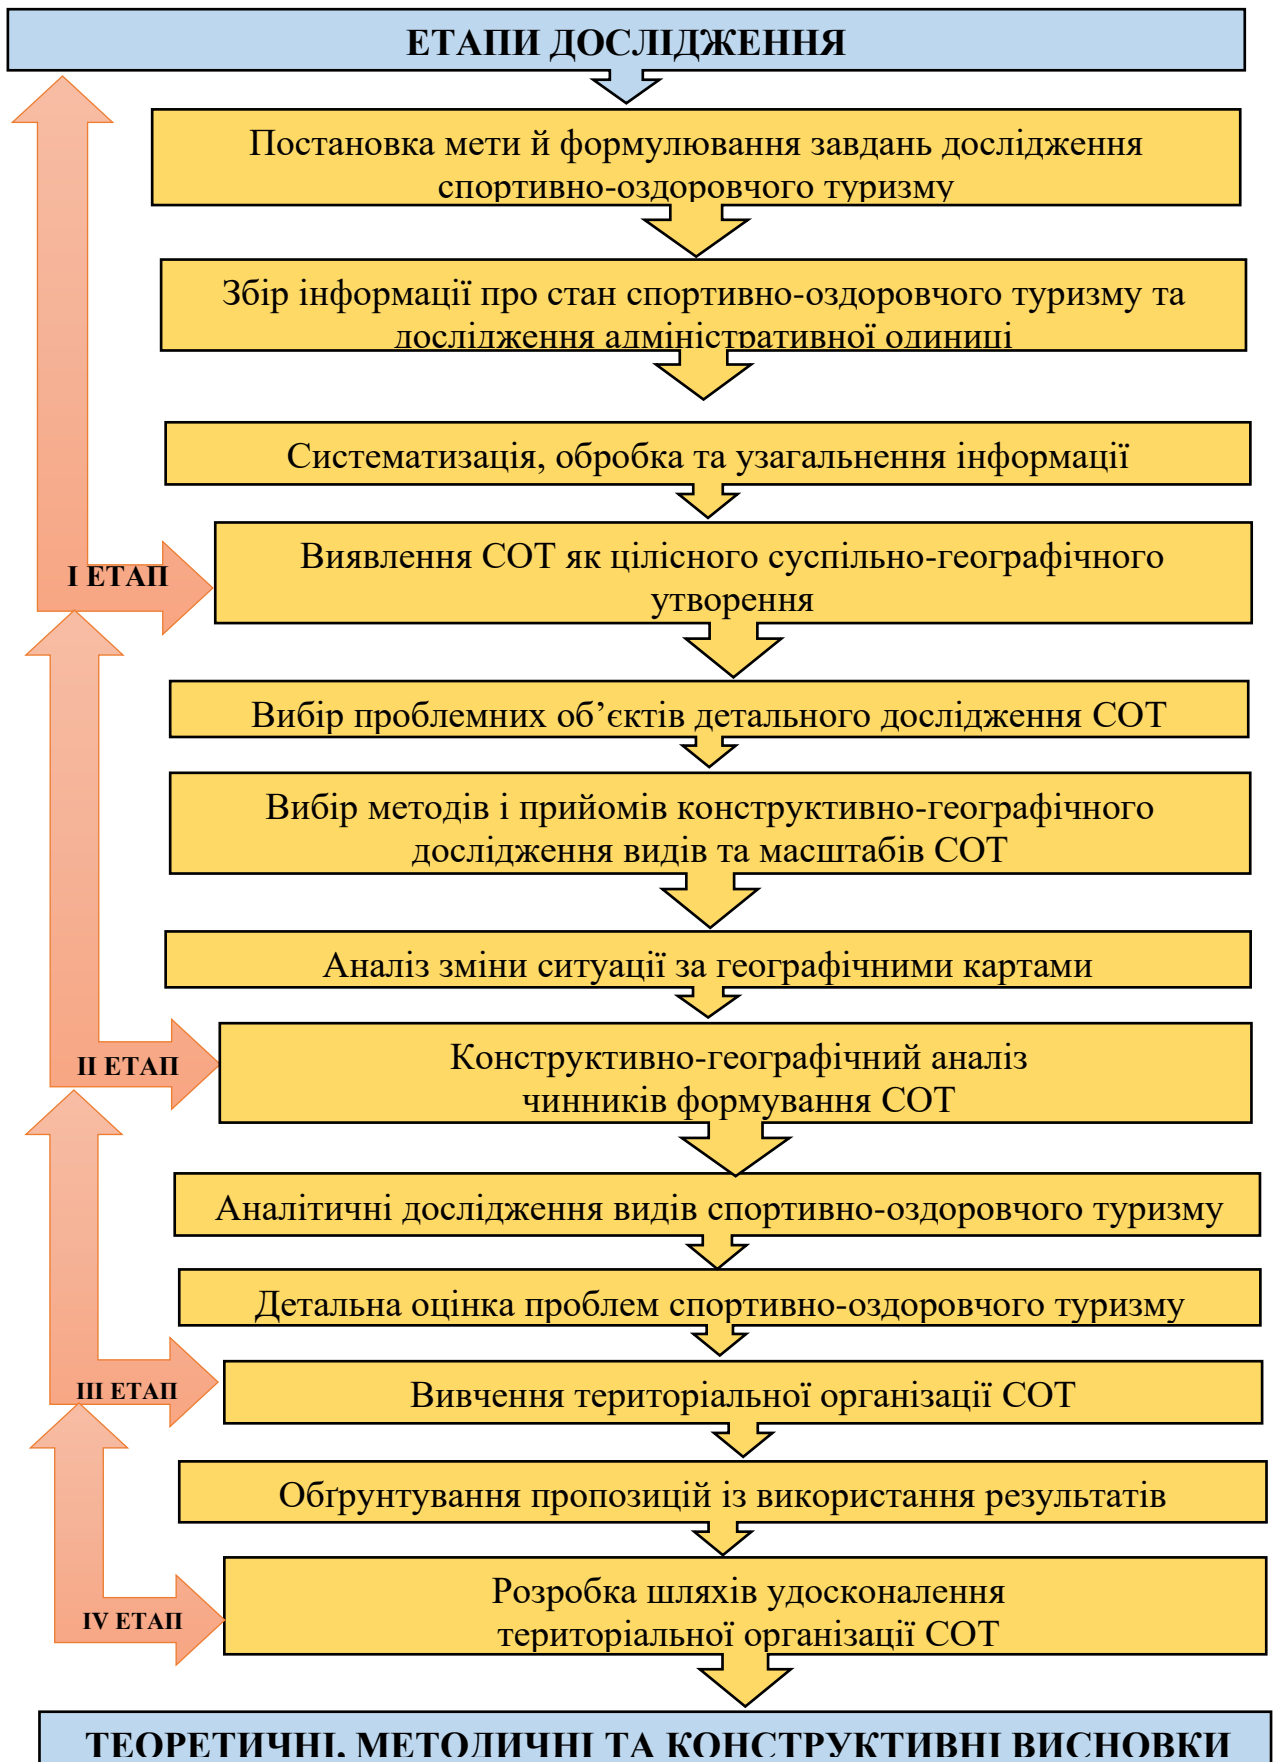 ЕТАПИ ДОСЛІДЖЕННЯ
Постановка мети й формулювання завдань дослідження
спортивно-оздоровчого туризму
Збір інформації про стан спортивно-оздоровчого туризму та
дослідження адміністративної одиниці
Систематизація, обробка та узагальнення інформації
І ЕТАП
Виявлення СОТ як цілісного суспільно-географічного
утворення
Вибір проблемних об’єктів детального дослідження СОТ
Вибір методів і прийомів конструктивно-географічного
дослідження видів та масштабів СОТ
Аналіз зміни ситуації за географічними картами
ІІ ЕТАП
Конструктивно-географічний аналіз
чинників формування СОТ
Аналітичні дослідження видів спортивно-оздоровчого туризму
Детальна оцінка проблем спортивно-оздоровчого туризму
ІІІ ЕТАП
Вивчення територіальної організації СОТ
Обґрунтування пропозицій із використання результатів
IV ЕТАП
Розробка шляхів удосконалення
територіальної організації СОТ
ТЕОРЕТИЧНІ, МЕТОДИЧНІ ТА КОНСТРУКТИВНІ ВИСНОВКИ